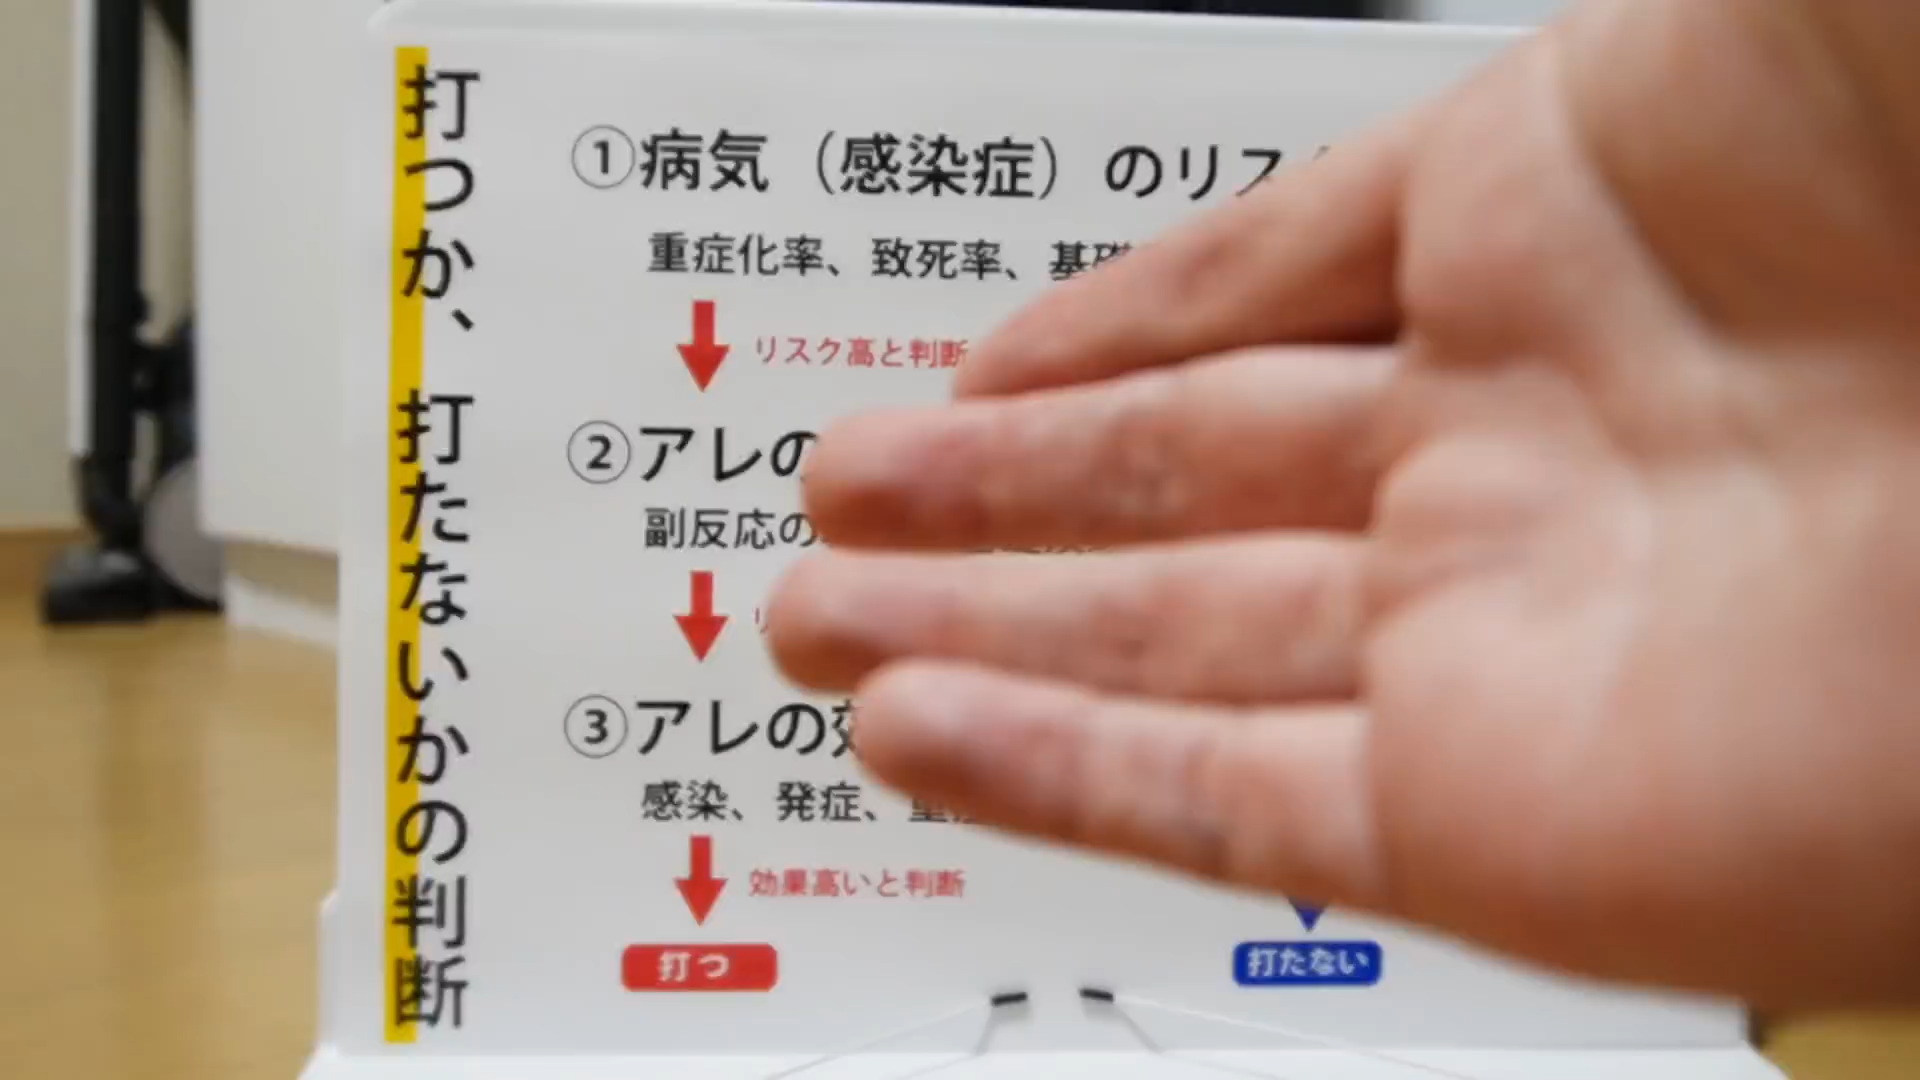 打つか、打たないかの判断
①病気（感染症）のリス
重症化率、致死率、基礎
リスク高と判断
②アレの
副反応の
③アレの効
感染、発症、重
効果高いと判断
打つ
打たない